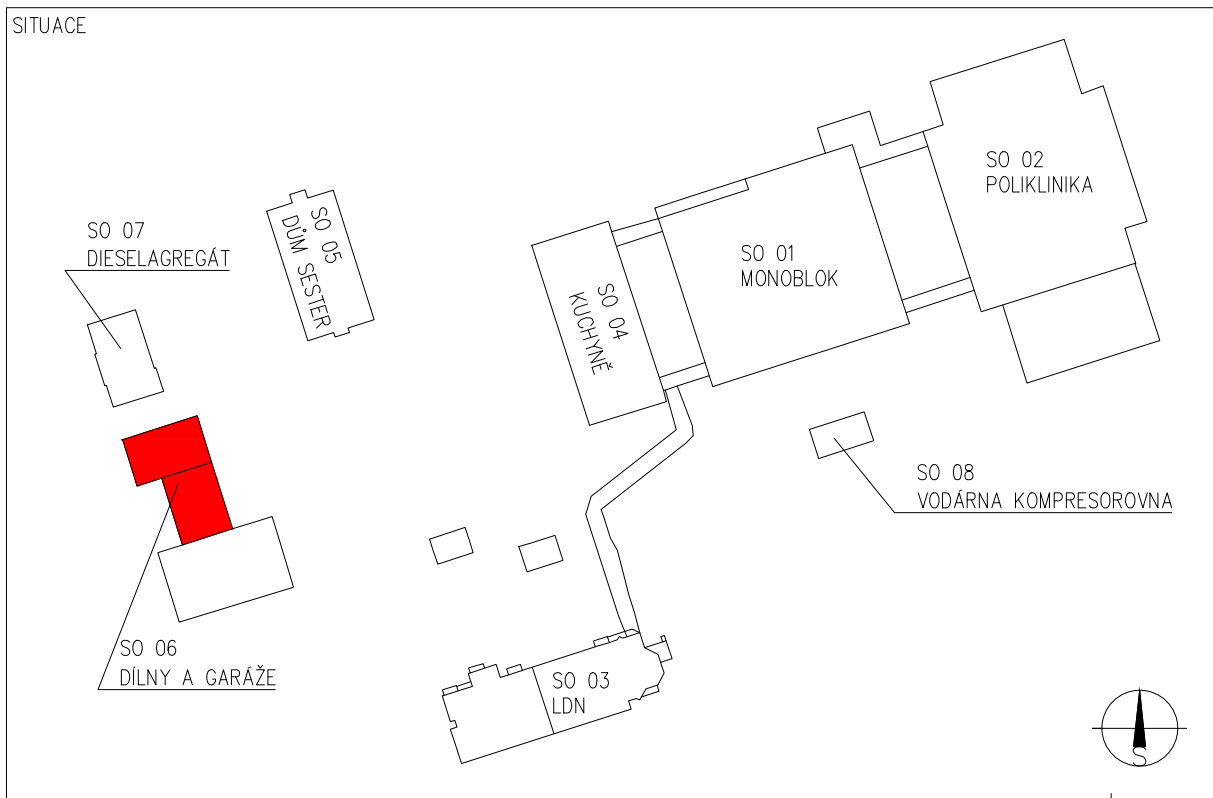 SITUACE
SO 02
POLIKLINIKA
SO 07
DIESELAGREGÁT
SO 05
DŮM SESTER
SO 01
MONOBLOK
SO 04
KUCHYNĚ
SO 08
VODÁRNA KOMPRESOROVNA
SO 06
DÍLNY A GARÁŽE
SO 03
LDN
S